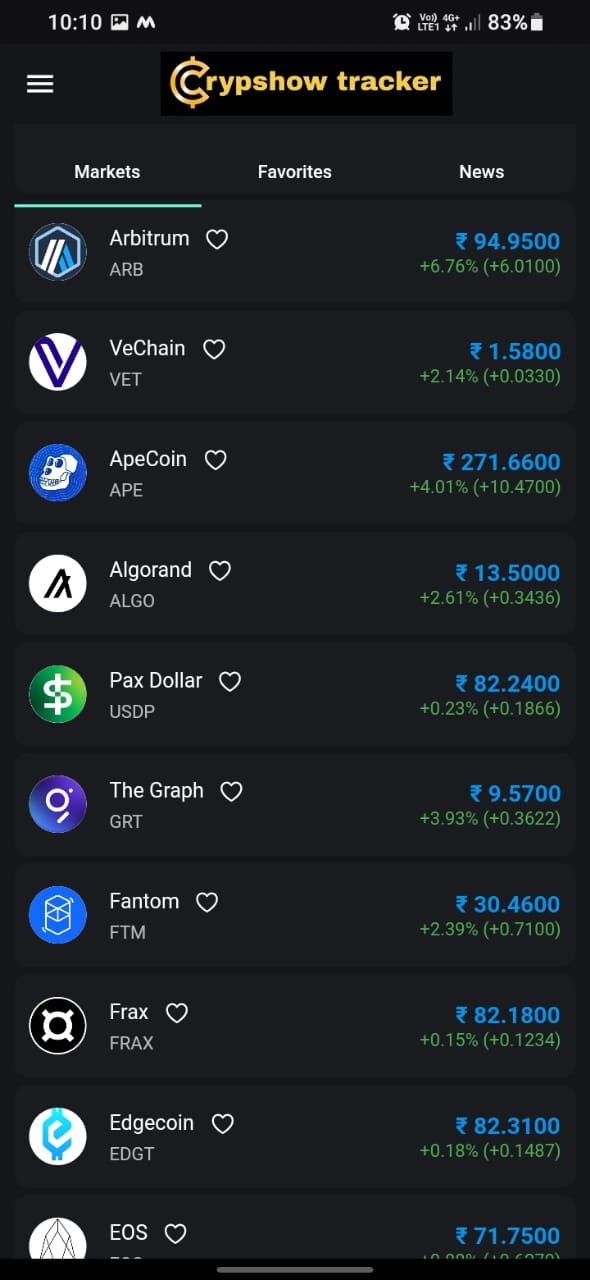 10:10
Vo)) 4G+
LTE1
83%
Crypshow tracker
Markets Favorites News
Arbitrum ₹ 94.9500
ARB +6.76% (+6.0100)
VeChain ₹ 1.5800
VET +2.14% (+0.0330)
ApeCoin ₹ 271.6600
APE +4.01% (+10.4700)
Algorand ₹ 13.5000
ALGO +2.61% (+0.3436)
Pax Dollar ₹ 82.2400
USDP +0.23% (+0.1866)
The Graph ₹ 9.5700
GRT +3.93% (+0.3622)
Fantom ₹ 30.4600
FTM +2.39% (+0.7100)
Frax ₹ 82.1800
FRAX +0.15% (+0.1234)
Edgecoin ₹ 82.3100
EDGT +0.18% (+0.1487)
EOS ₹ 71.7500